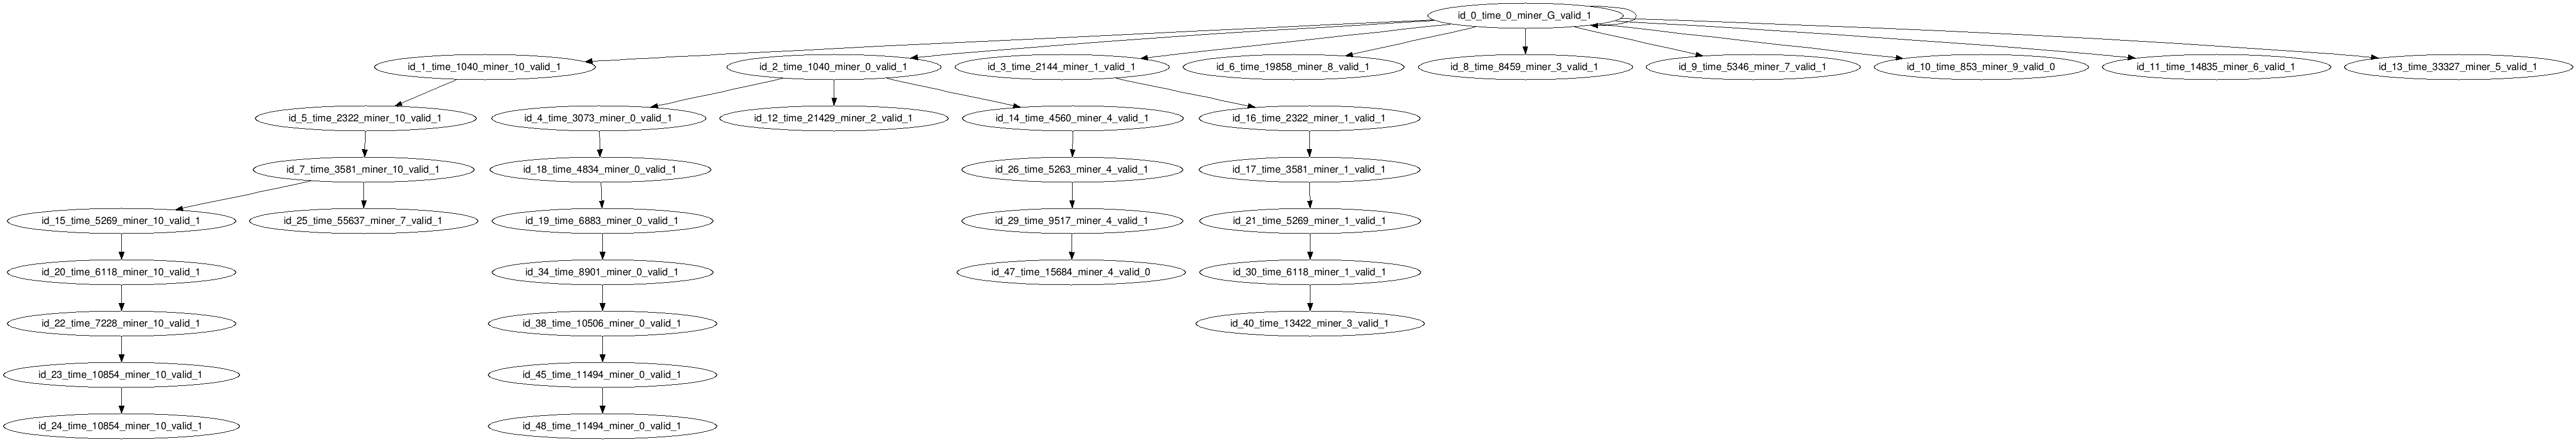 id_0_time_0_miner_G_valid_1
id_1_time_1040_miner_10_valid_1
id_2_time_1040_miner_0_valid_1
id_3_time_2144_miner_1_valid_1
id_6_time_19858_miner_8_valid_1
id_8_time_8459_miner_3_valid_1
id_9_time_5346_miner_7_valid_1
id_10_time_853_miner_9_valid_0
id_11_time_14835_miner_6_valid_1
id_13_time_33327_miner_5_valid_1
id_5_time_2322_miner_10_valid_1
id_4_time_3073_miner_0_valid_1
id_12_time_21429_miner_2_valid_1
id_14_time_4560_miner_4_valid_1
id_16_time_2322_miner_1_valid_1
id_7_time_3581_miner_10_valid_1
id_18_time_4834_miner_0_valid_1
id_26_time_5263_miner_4_valid_1
id_17_time_3581_miner_1_valid_1
id_15_time_5269_miner_10_valid_1
id_25_time_55637_miner_7_valid_1
id_19_time_6883_miner_0_valid_1
id_29_time_9517_miner_4_valid_1
id_21_time_5269_miner_1_valid_1
id_20_time_6118_miner_10_valid_1
id_34_time_8901_miner_0_valid_1
id_47_time_15684_miner_4_valid_0
id_30_time_6118_miner_1_valid_1
id_22_time_7228_miner_10_valid_1
id_38_time_10506_miner_0_valid_1
id_40_time_13422_miner_3_valid_1
id_23_time_10854_miner_10_valid_1
id_45_time_11494_miner_0_valid_1
id_24_time_10854_miner_10_valid_1
id_48_time_11494_miner_0_valid_1